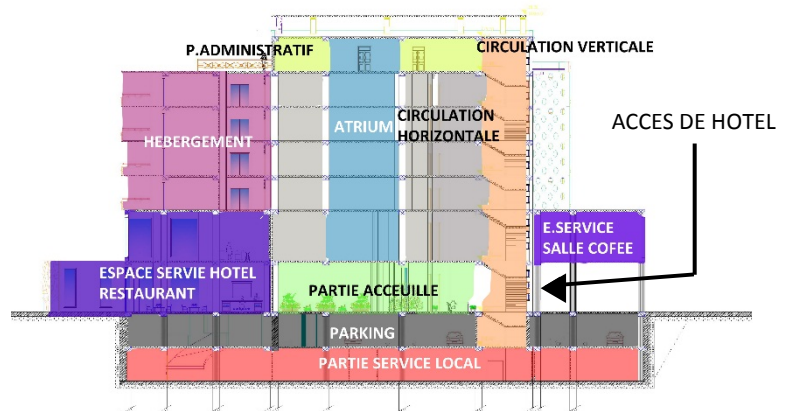 P.ADMINISTRATIF
CIRCULATION VERTICALE
ACCES DE HOTEL
HEBERGEMENT
ATRIUM
CIRCULATION
HORIZONTALE
E.SERVICE
SALLE COFEE
ESPACE SERVIE HOTEL
RESTAURANT
PARTIE ACCEUILLE
PARKING
PARTIE SERVICE LOCAL